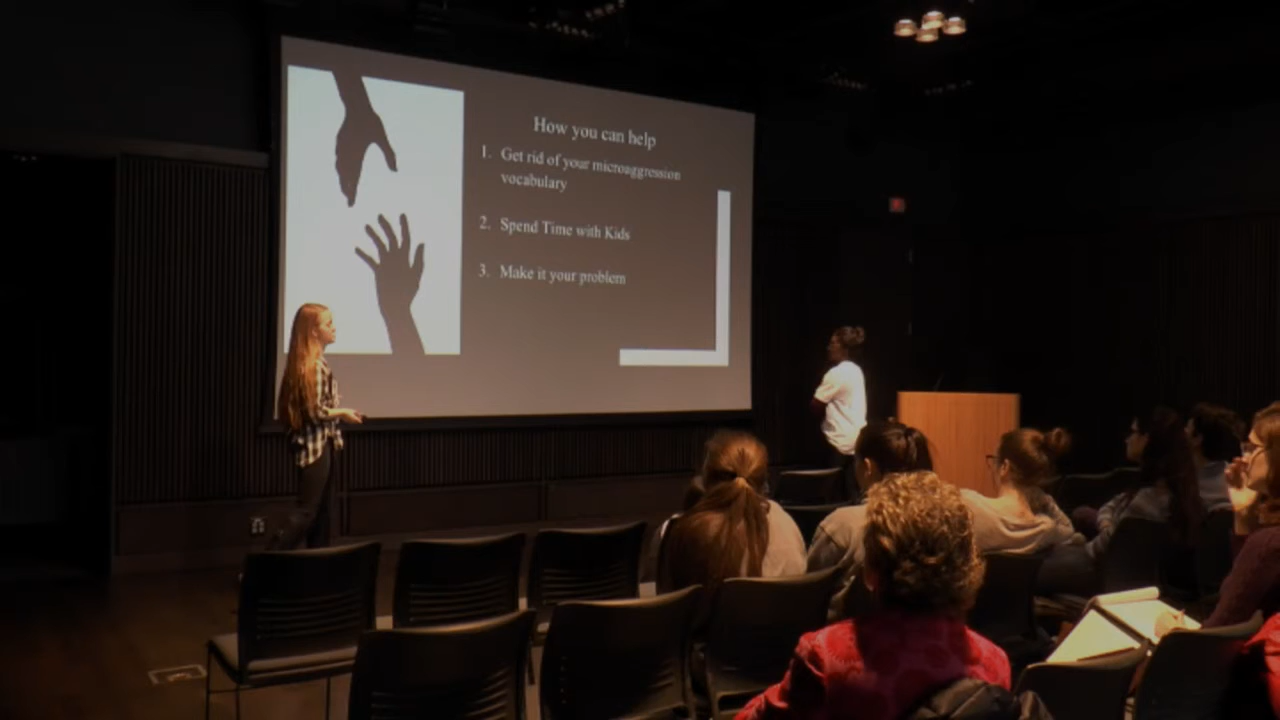 How you can help
1. Get rid of your microaggression
vocabulary
2. Spend Time with Kids
3. Make it your problem